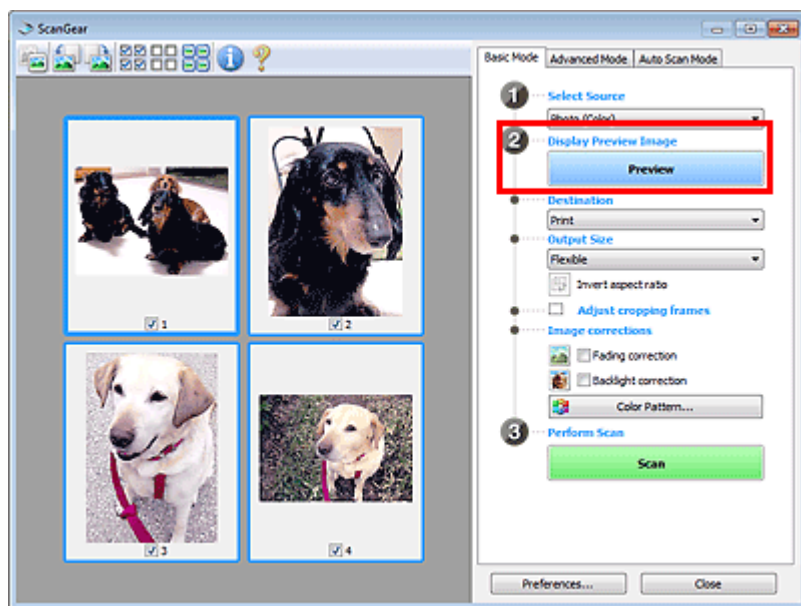 ScanGear
Basic Mode
Advanced Mode
Auto Scan Mode
1
Select Source
Photo (Color)
2
Display Preview Image
Preview
Destination
Print
Output Size
Flexible
Invert aspect ratio
Adjust cropping frames
Image corrections
Fading correction
Backlight correction
Color Pattern...
3
Perform Scan
Scan
1
2
3
4
Preferences...
Close